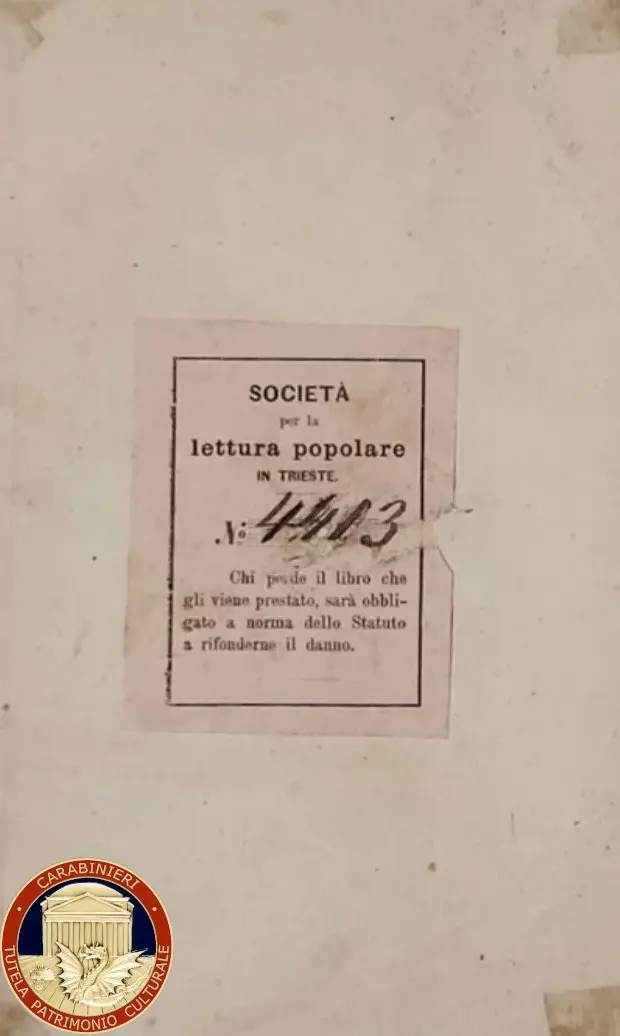 SOCIETÀ
per la
lettura popolare
IN TRIESTE.
Nº 4403
Chi perde il libro che
gli viene prestato, sarà obbli-
gato a norma dello Statuto
a rifonderne il danno.
CARABINIERI
TUTELA PATRIMONIO CULTURALE